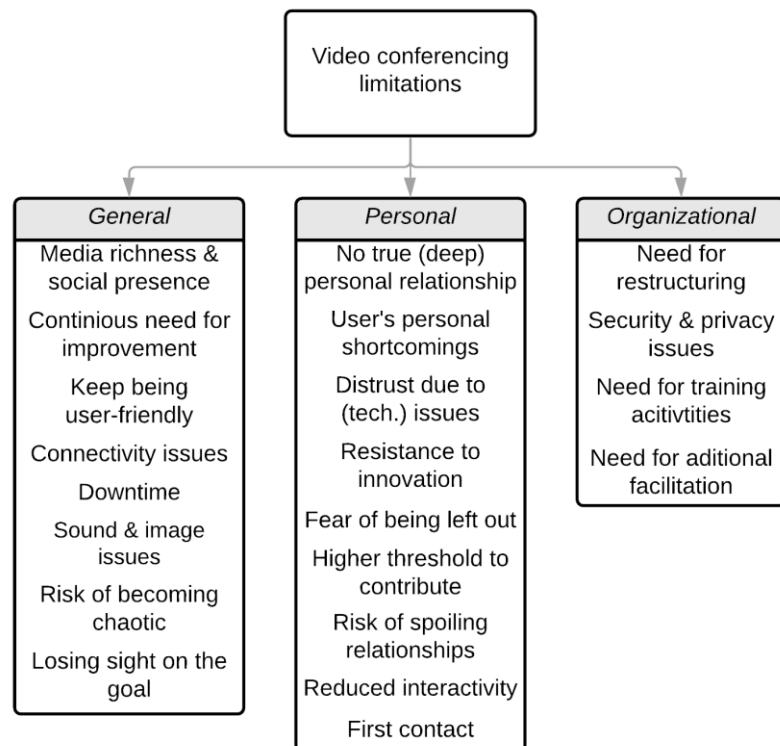 Video conferencing
limitations
General
Media richness &
social presence
Continious need for
improvement
Keep being
user-friendly
Connectivity issues
Downtime
Sound & image
issues
Risk of becoming
chaotic
Losing sight on the
goal
Personal
No true (deep)
personal relationship
User's personal
shortcomings
Distrust due to
(tech.) issues
Resistance to
innovation
Fear of being left out
Higher threshold to
contribute
Risk of spoiling
relationships
Reduced interactivity
First contact
Organizational
Need for
restructuring
Security & privacy
issues
Need for training
acitivtities
Need for aditional
facilitation